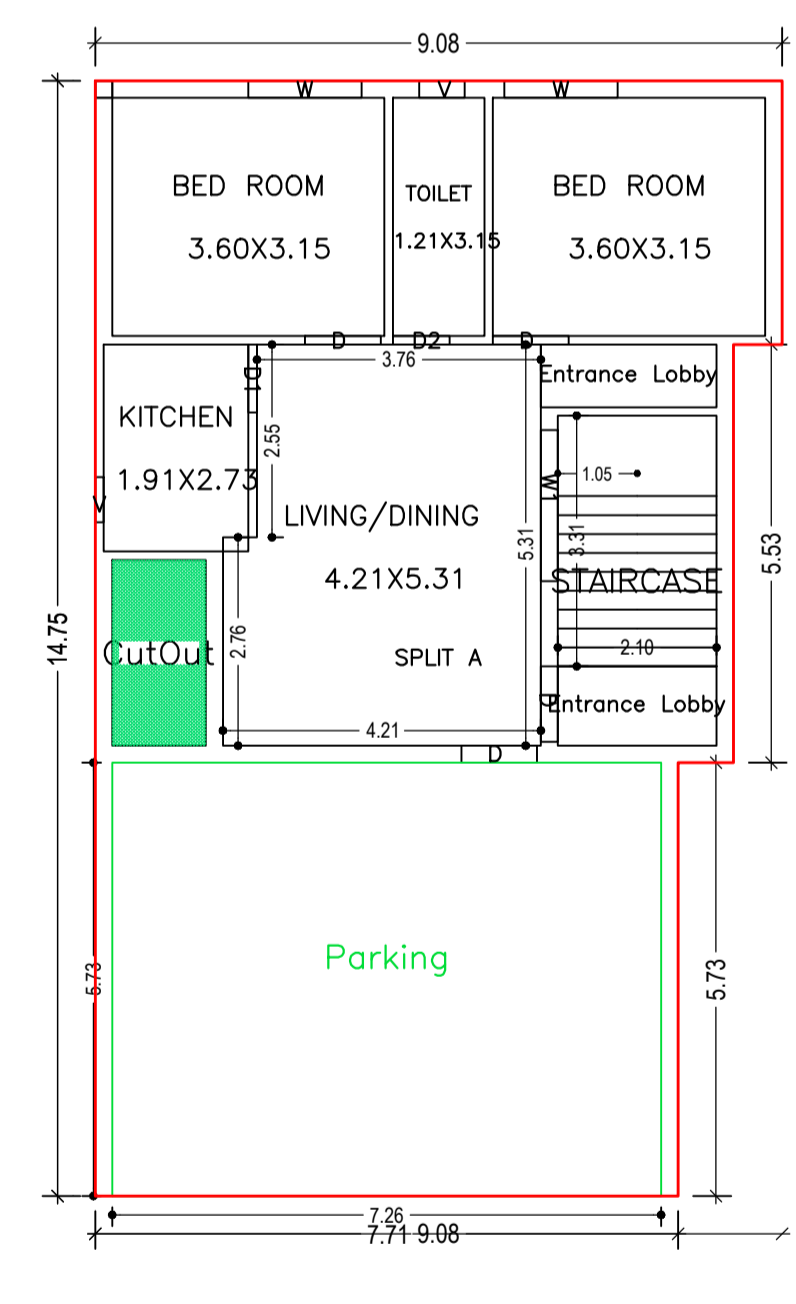 9.08
W
V
W
BED ROOM
3.60X3.15
TOILET
1.21X3.15
BED ROOM
3.60X3.15
D
D2
D
3.76
Entrance Lobby
D1
KITCHEN
1.91X2.73
V
2.55
LIVING/DINING
4.21X5.31
5.31
W1
1.05
3.31
STAIRCASE
2.10
5.53
14.75
CutOut
2.76
SPLIT A
4.21
D
Entrance Lobby
D
Parking
5.73
5.73
7.26
7.71
9.08